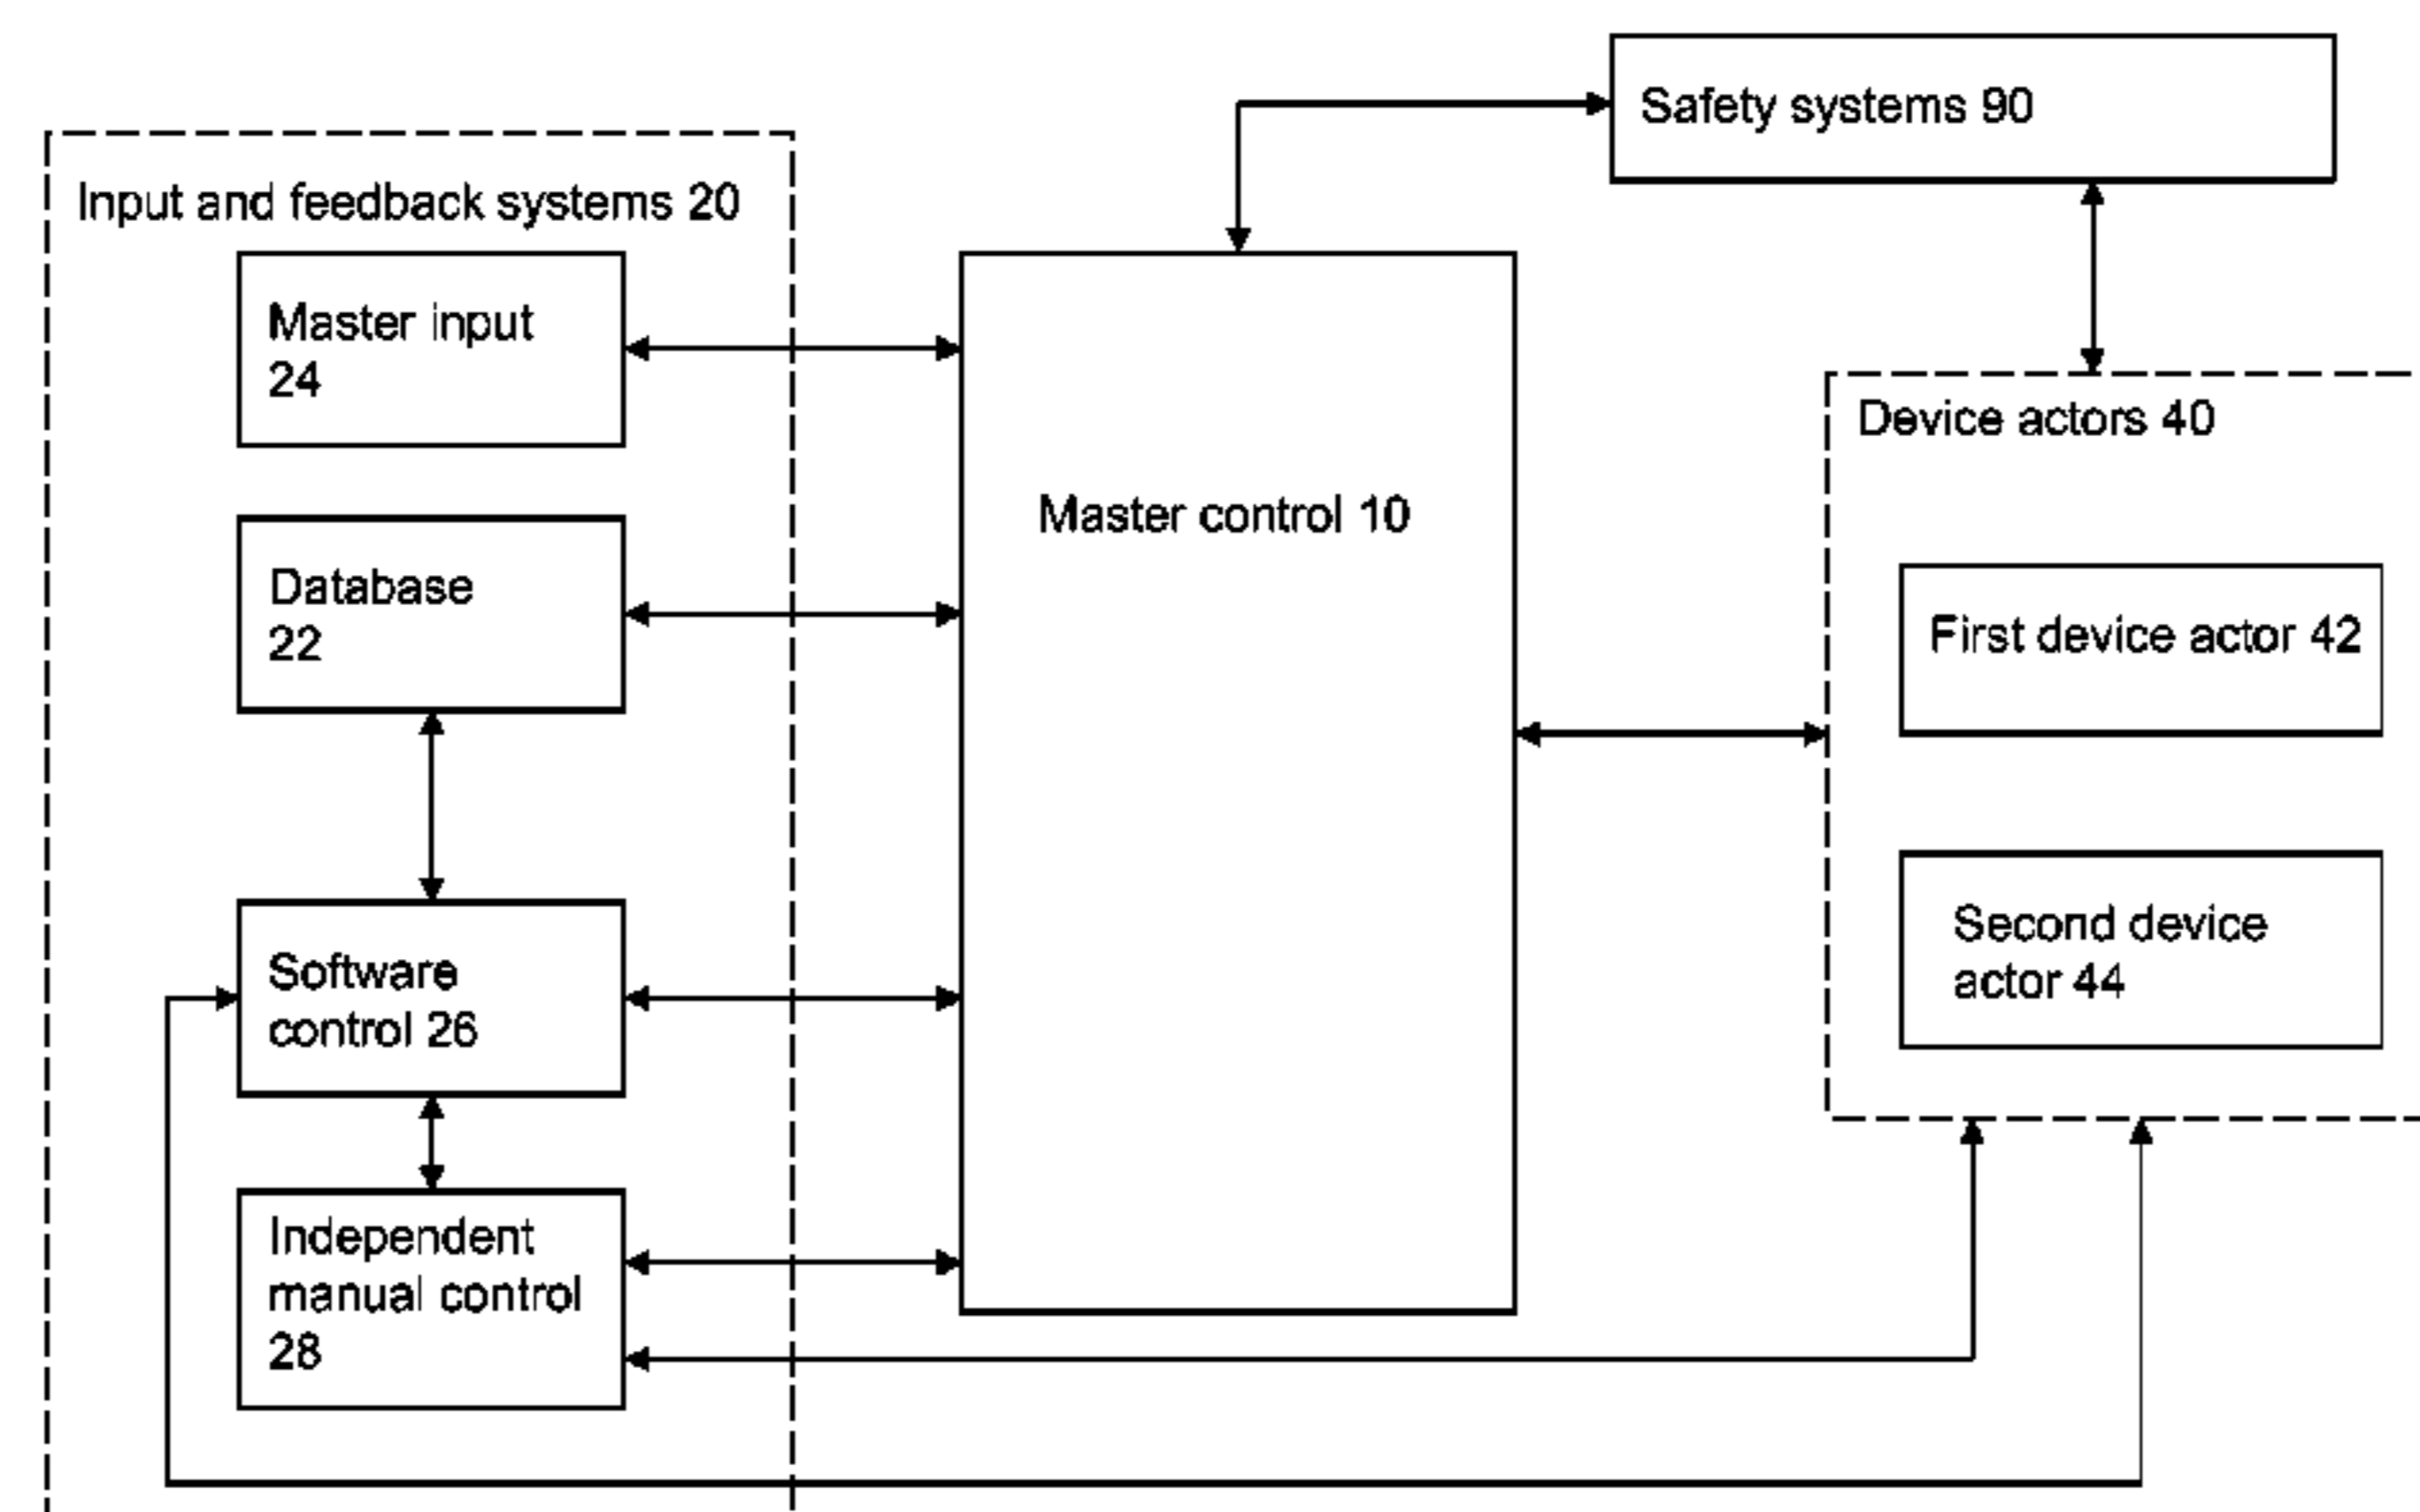 Safety systems 90
Input and feedback systems 20
Master input
24
Database
22
Software
control 26
Independent
manual control
28
Master control 10
Device actors 40
First device actor 42
Second device
actor 44